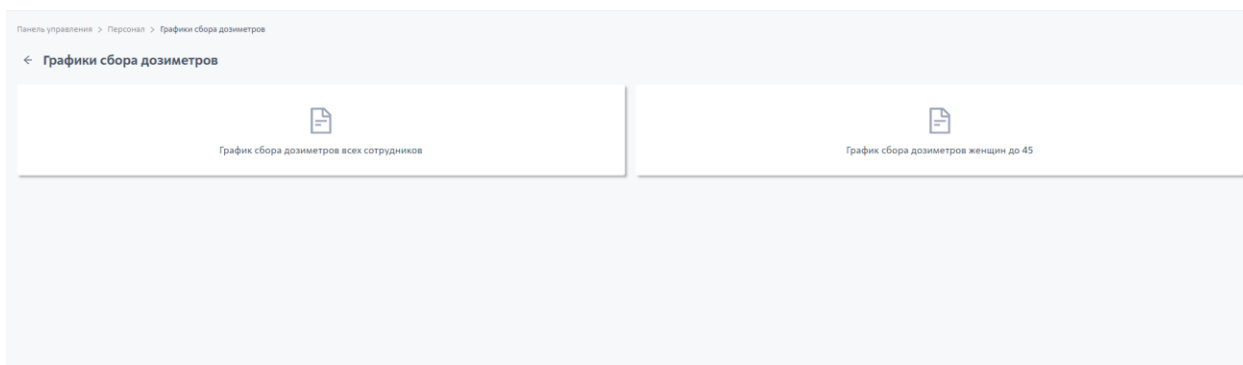 Панель управления > Персонал > Графики сбора дозиметров
← Графики сбора дозиметров
График сбора дозиметров всех сотрудников
График сбора дозиметров женщин до 45